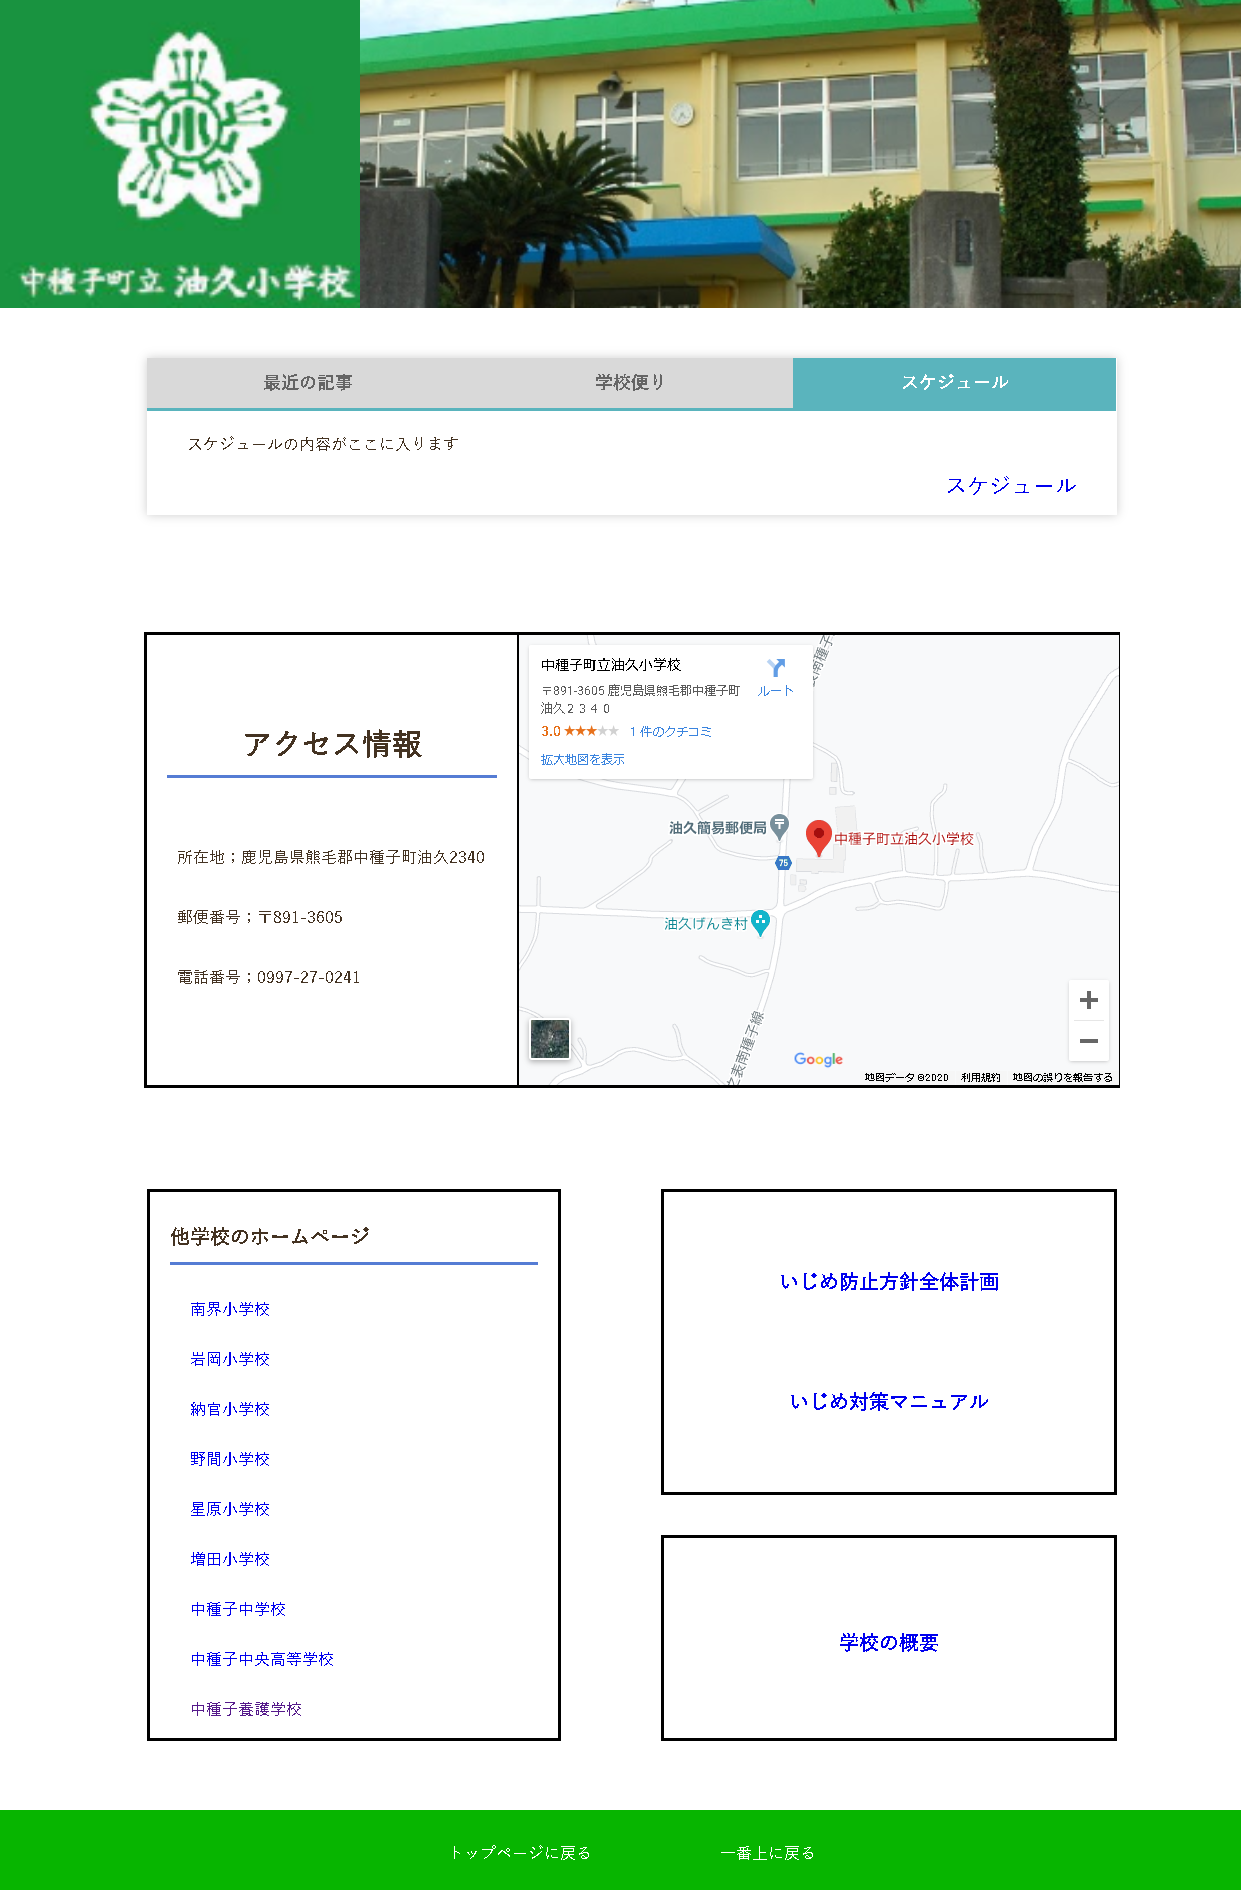 小
中種子町立 油久小学校
最近の記事
学校便り
スケジュール
スケジュールの内容がここに入ります
スケジュール
アクセス情報
所在地；鹿児島県熊毛郡中種子町油久2340
郵便番号；〒891-3605
電話番号；0997-27-0241
中種子町立油久小学校
〒891-3605 鹿児島県熊毛郡中種子町
油久２３４０
ルート
3.0 ★★★★★ 1 件のクチコミ
拡大地図を表示
油久簡易郵便局
中種子町立油久小学校
75
油久げんき村
之表南種子線
Google
地図データ ©2020 利用規約 地図の誤りを報告する
他学校のホームページ
南界小学校
岩岡小学校
納官小学校
野間小学校
星原小学校
増田小学校
中種子中学校
中種子中央高等学校
中種子養護学校
いじめ防止方針全体計画
いじめ対策マニュアル
学校の概要
トップページに戻る
一番上に戻る